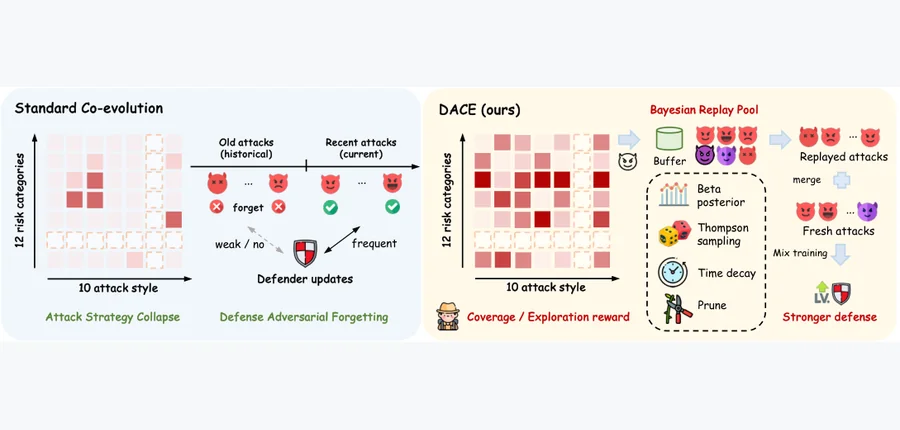 Standard Co-evolution
12 risk categories
10 attack style
Attack Strategy Collapse
Old attacks
(historical)
Recent attacks
(current)
...
...
forget
weak / no
frequent
Defender updates
Defense Adversarial Forgetting
DACE (ours)
12 risk categories
10 attack style
Coverage / Exploration reward
Bayesian Replay Pool
Buffer
Beta
posterior
Thompson
sampling
Time decay
Prune
...
Replayed attacks
merge
...
Fresh attacks
Mix training
LV.
Stronger defense